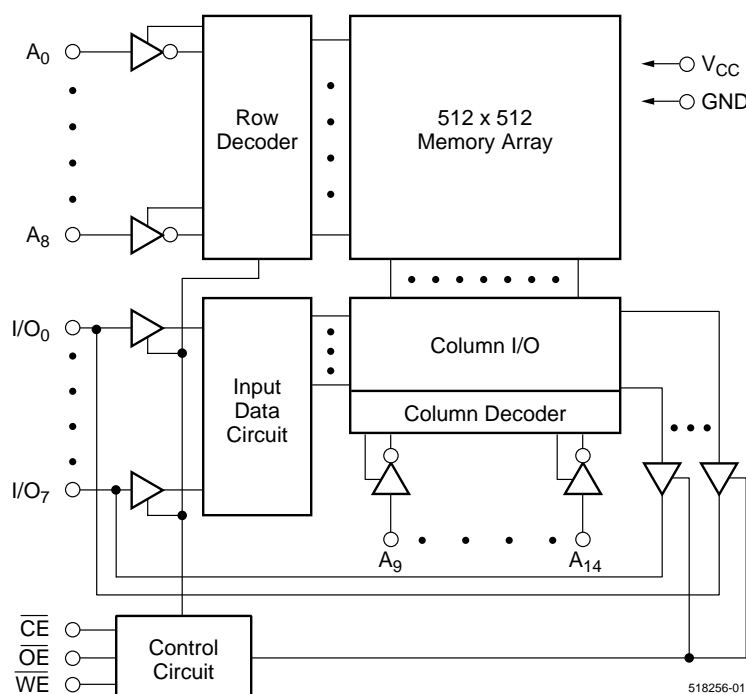 A0
A8
Row
Decoder
512 x 512
Memory Array
VCC
GND
I/O0
I/O7
Input
Data
Circuit
Column I/O
Column Decoder
A9
A14
CE
OE
WE
Control
Circuit
518256-01